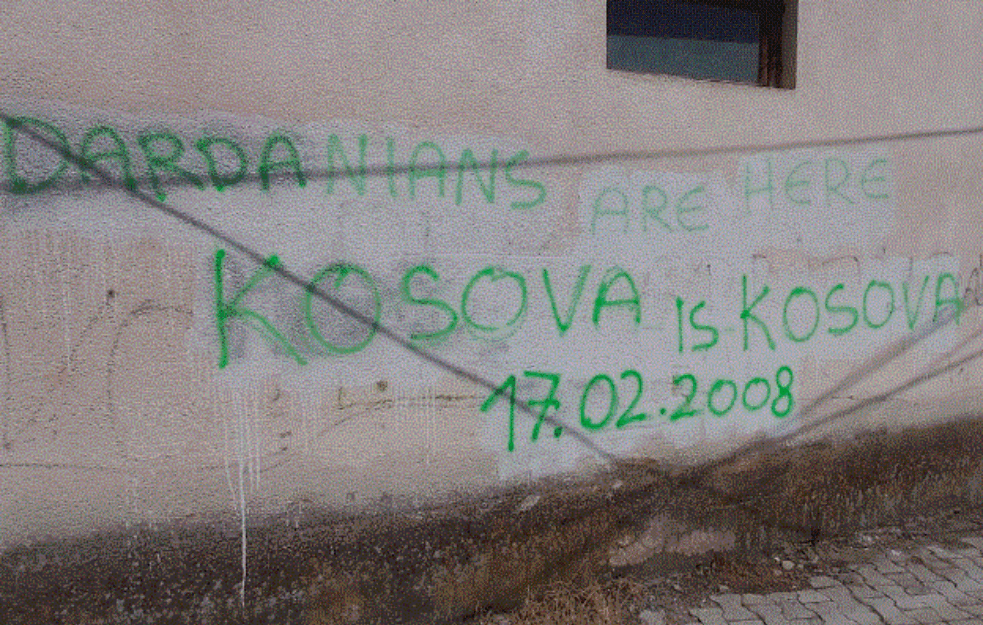 DARDANIANS ARE HERE
KOSOVA IS KOSOVA
17.02.2008